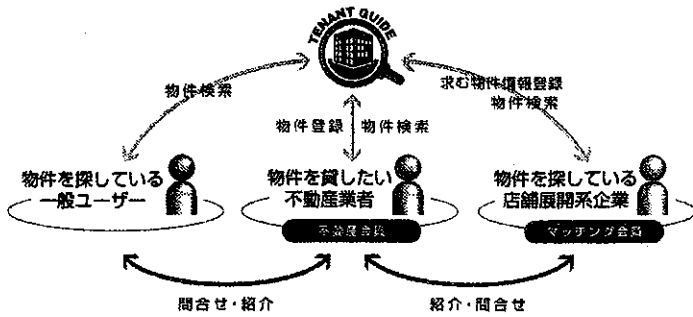 TENANT GUIDE
物件検索
物件登録
物件検索
求む物件情報登録
物件検索
物件を探している
一般ユーザー
物件を貸したい
不動産業者
不動産会員
物件を探している
店舗展開系企業
マッチング会員
問合せ・紹介
紹介・問合せ